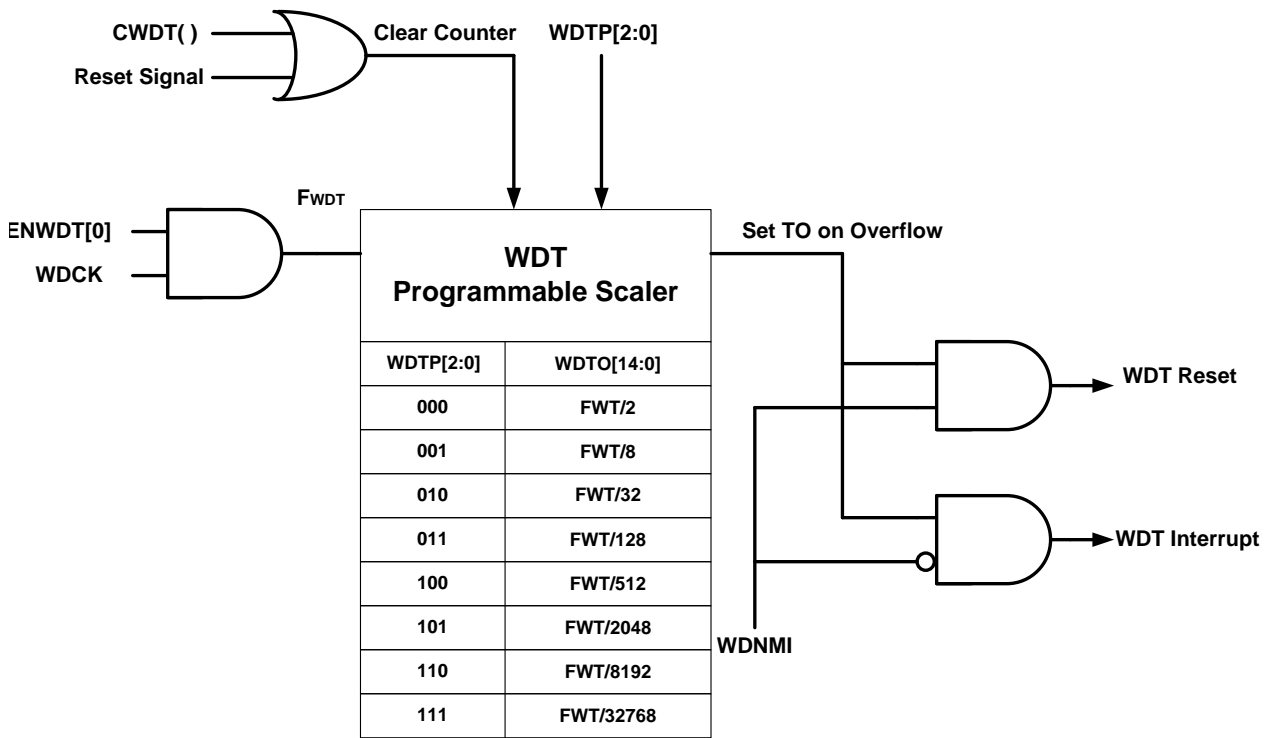 CWDT( )
Reset Signal
Clear Counter
WDTP[2:0]
ENWDT[0]
WDCK
FWDT
WDT
Programmable Scaler
Set TO on Overflow
WDTP[2:0] WDTO[14:0]
000 FWT/2
001 FWT/8
010 FWT/32
011 FWT/128
100 FWT/512
101 FWT/2048
110 FWT/8192
111 FWT/32768
WDT Reset
WDT Interrupt
WDNMI